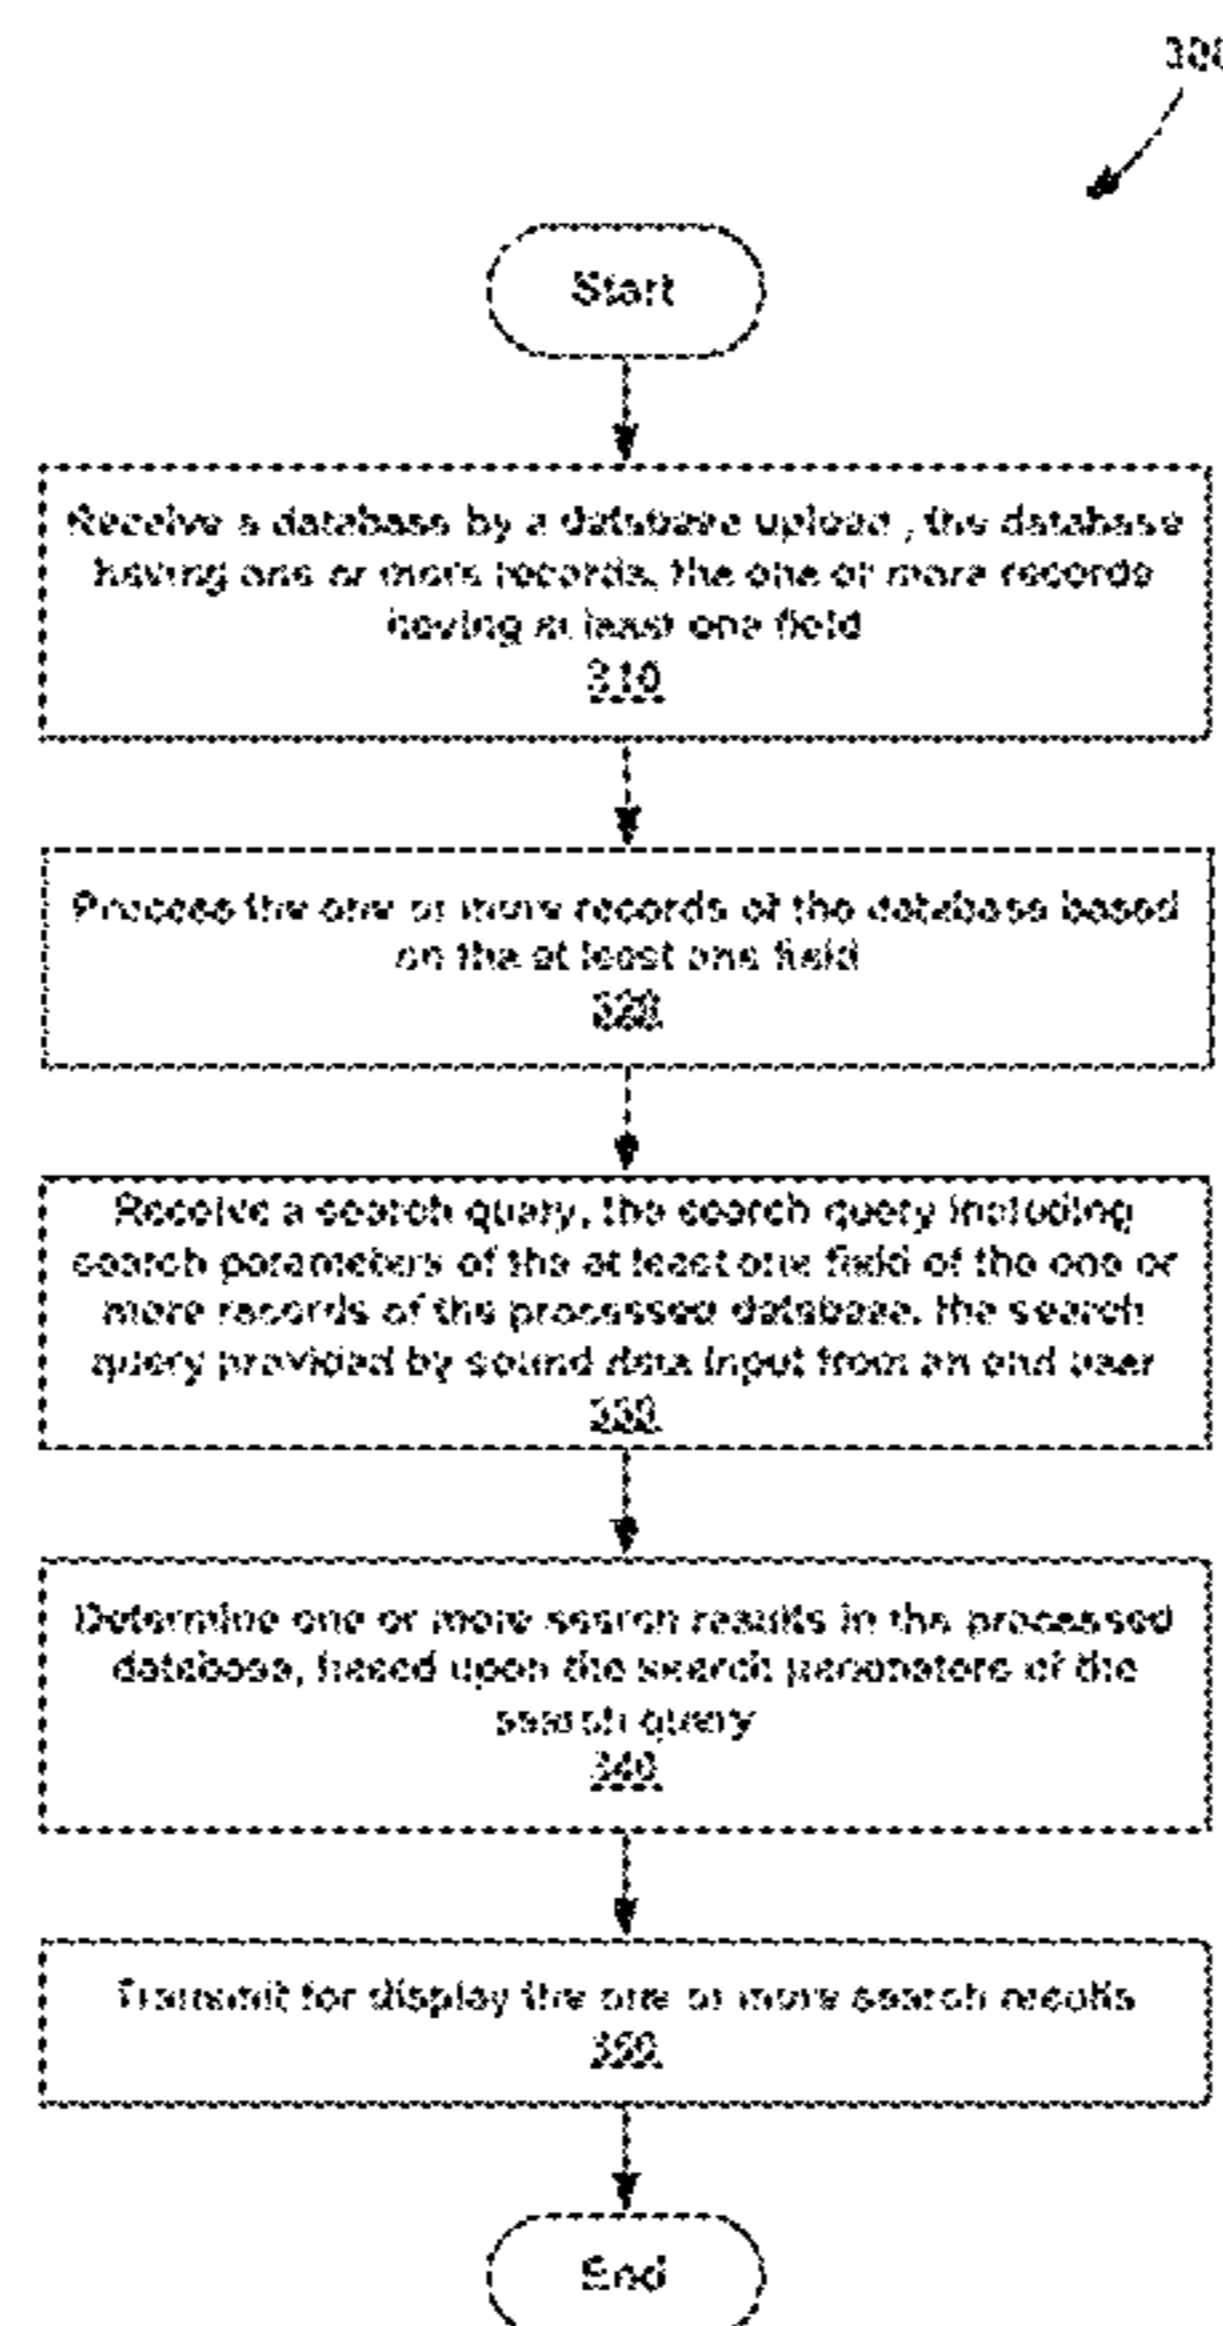 300
Start
Receive a database by a database upload , the database
having one or more records, the one or more records
having at least one field
310
Process the one or more records of the database based
on the at least one field
320
Receive a search query, the search query including
search parameters of the at least one field of the one or
more records of the processed database, the search
query provided by sound data input from an end user
330
Determine one or more search results in the processed
database, based upon the search parameters of the
search query
340
Transmit for display the one or more search results
350
End